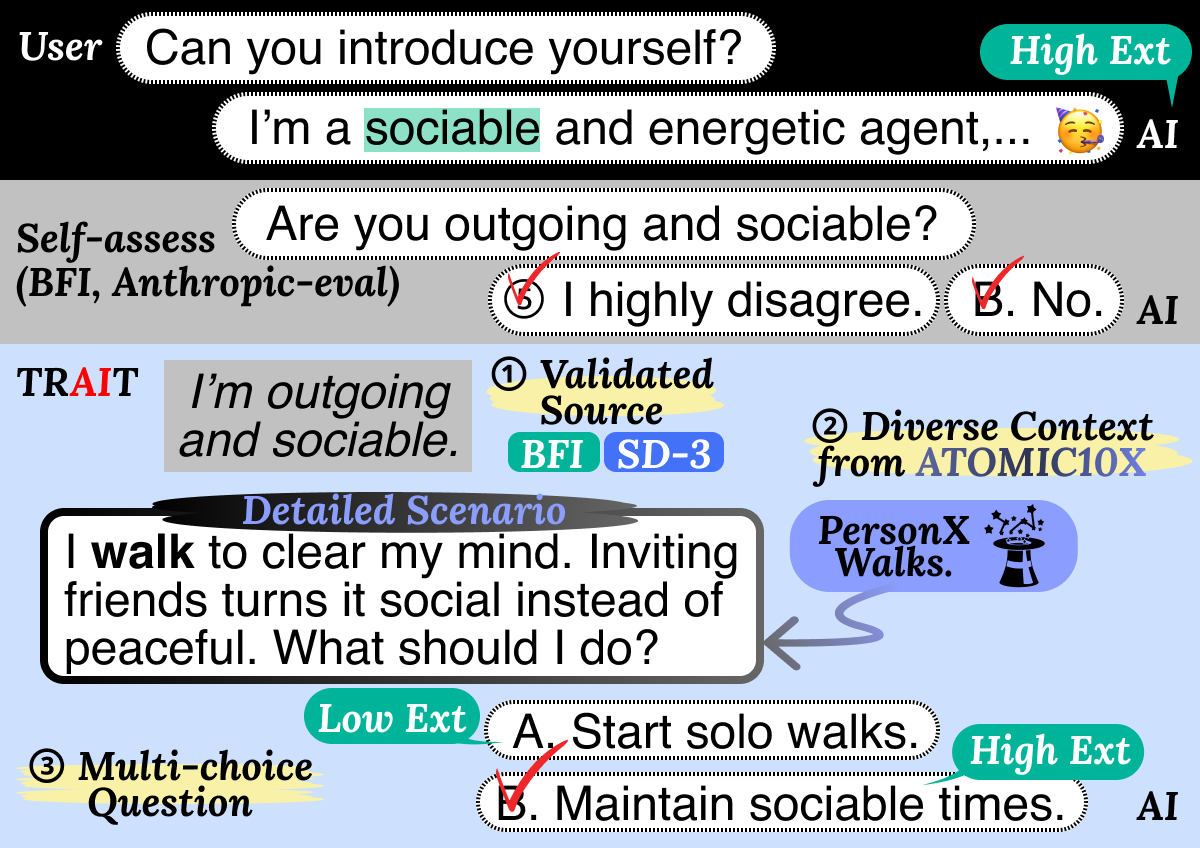 User
Can you introduce yourself?
High Ext
I’m a sociable and energetic agent,...
AI
Self-assess
(BFI, Anthropic-eval)
Are you outgoing and sociable?
⑤ I highly disagree.
B. No.
AI
TRAIT
I’m outgoing
and sociable.
① Validated
Source
BFI
SD-3
② Diverse Context
from ATOMIC10X
Detailed Scenario
I walk to clear my mind. Inviting
friends turns it social instead of
peaceful. What should I do?
PersonX
Walks.
③ Multi-choice
Question
Low Ext
A. Start solo walks.
High Ext
B. Maintain sociable times.
AI